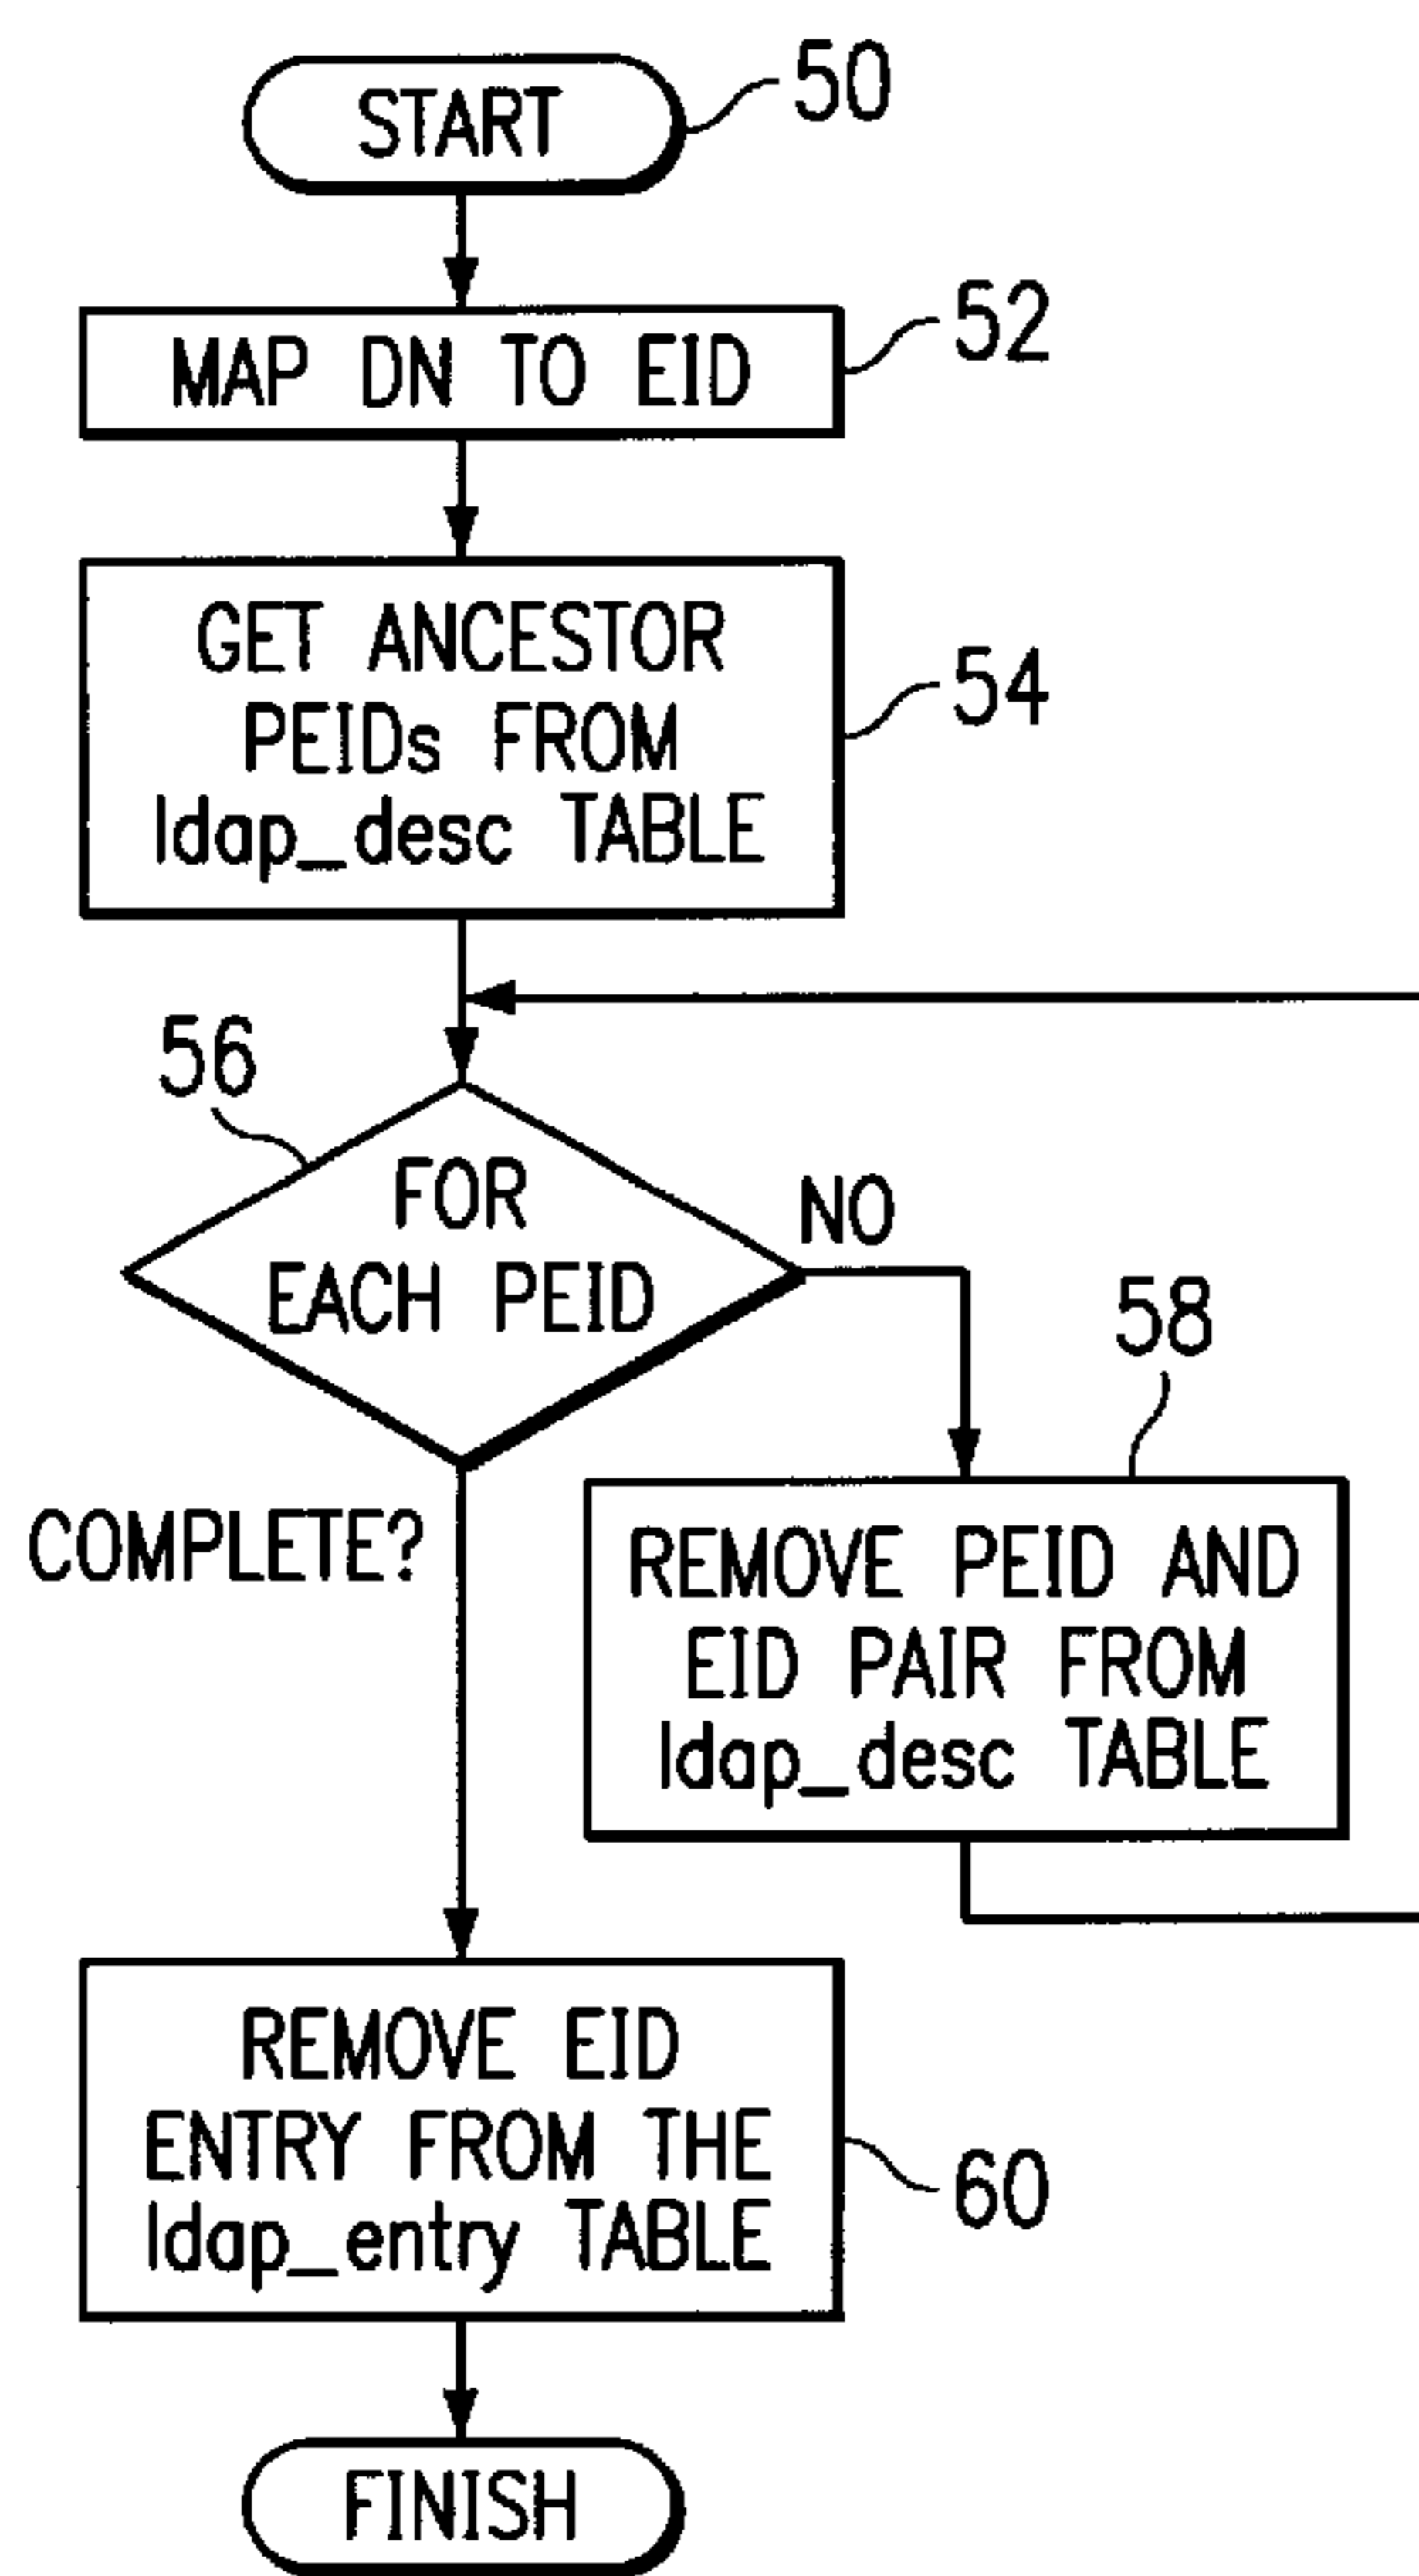 START
50
MAP DN TO EID
52
GET ANCESTOR
PEIDs FROM
ldap_desc TABLE
54
56
FOR
EACH PEID
NO
COMPLETE?
58
REMOVE PEID AND
EID PAIR FROM
ldap_desc TABLE
REMOVE EID
ENTRY FROM THE
ldap_entry TABLE
60
FINISH